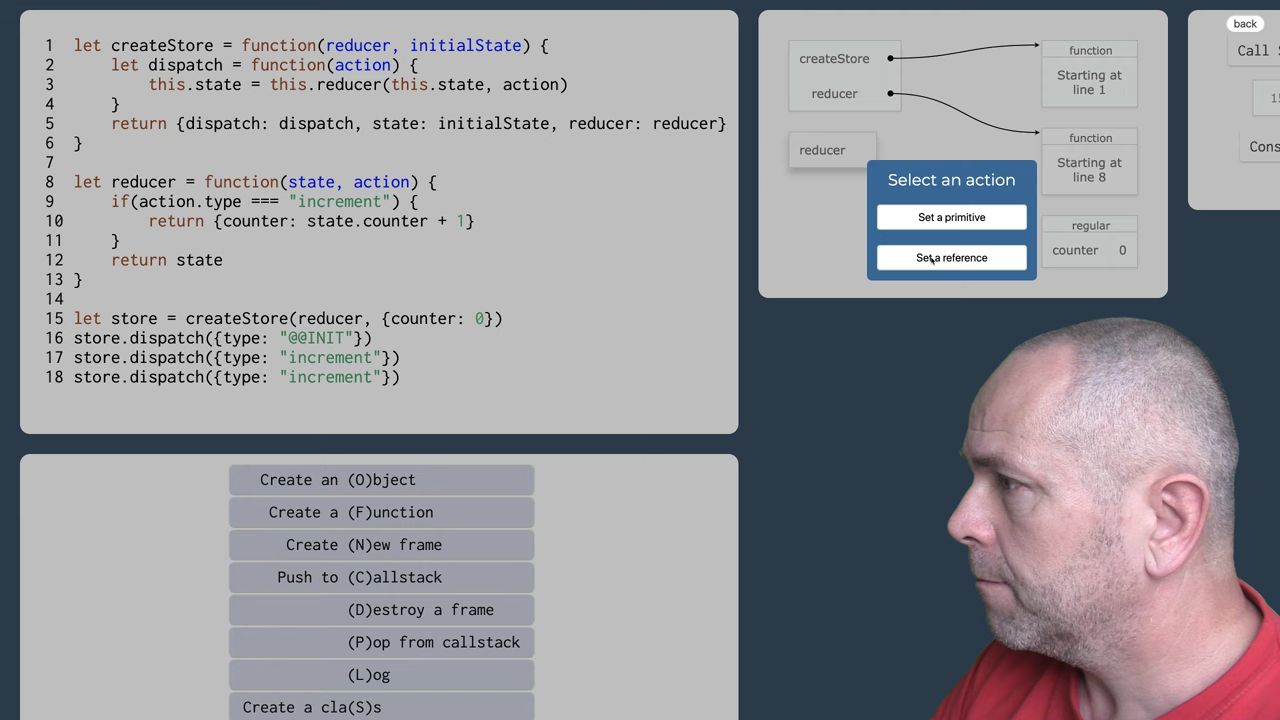 1 let createStore = function(reducer, initialState) {
2 let dispatch = function(action) {
3 this.state = this.reducer(this.state, action)
4 }
5 return {dispatch: dispatch, state: initialState, reducer: reducer}
6 }
7
8 let reducer = function(state, action) {
9 if(action.type === "increment") {
10 return {counter: state.counter + 1}
11 }
12 return state
13 }
14
15 let store = createStore(reducer, {counter: 0})
16 store.dispatch({type: "@@INIT"})
17 store.dispatch({type: "increment"})
18 store.dispatch({type: "increment"})
Create an (O)bject
Create a (F)unction
Create (N)ew frame
Push to (C)allstack
(D)estroy a frame
(P)op from callstack
(L)og
Create a cla(S)s
createStore
reducer
reducer
function
Starting at
line 1
function
Starting at
line 8
regular
counter 0
Select an action
Set a primitive
Set a reference
back
Call
15
Cons